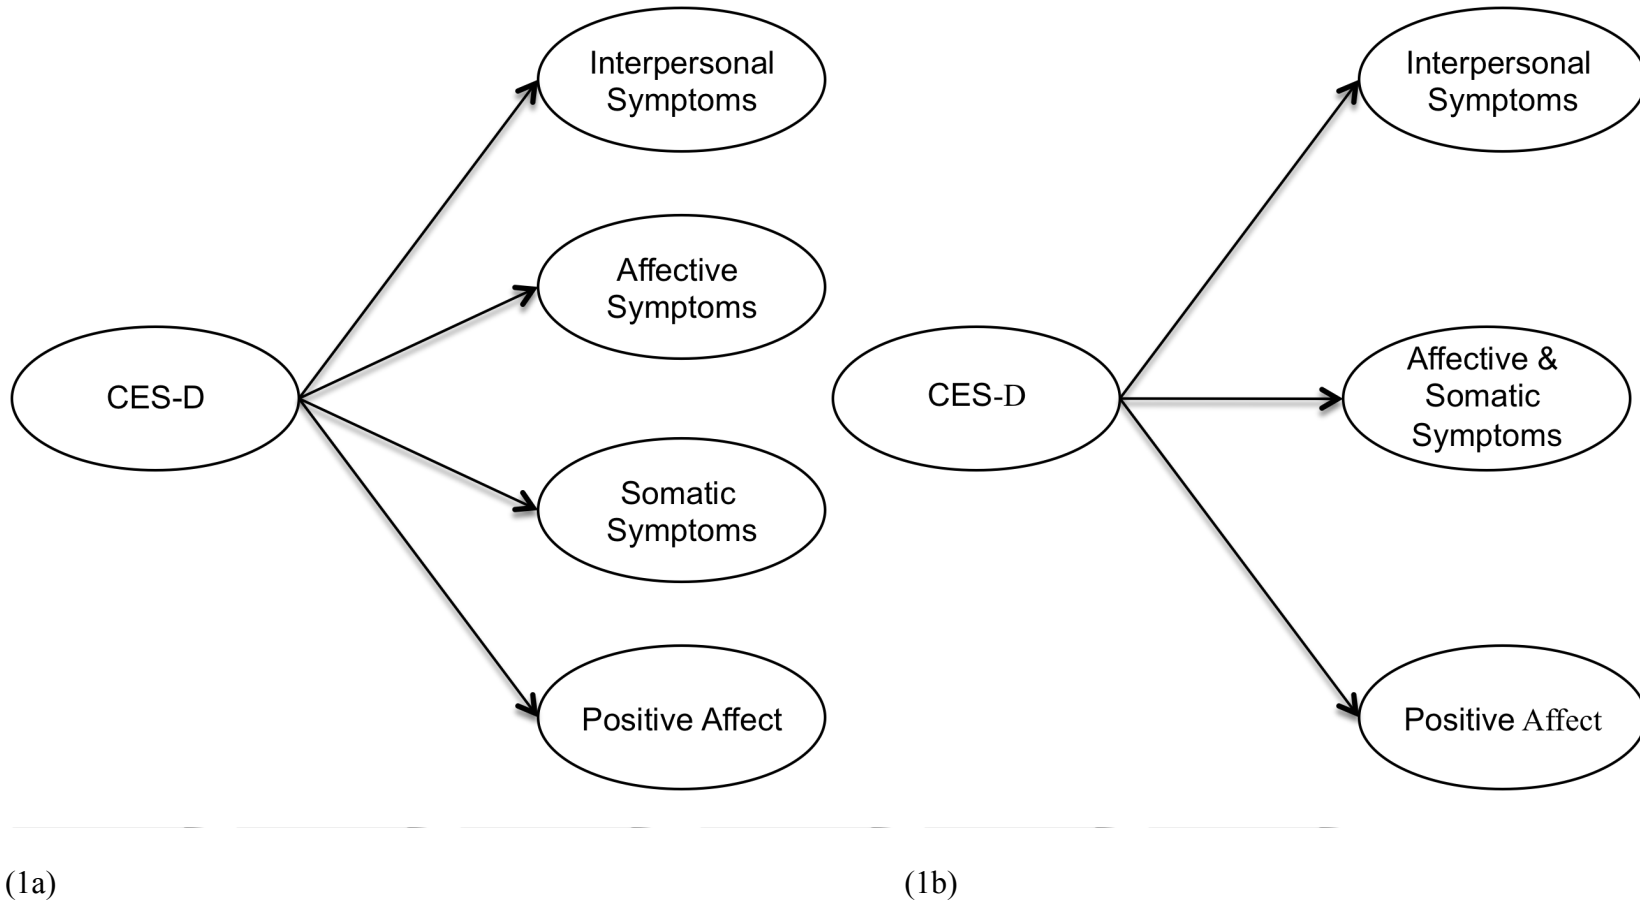 Interpersonal
Symptoms
Affective
Symptoms
CES-D
Somatic
Symptoms
Positive Affect
(1a)
Interpersonal
Symptoms
CES-D
Affective &
Somatic
Symptoms
Positive Affect
(1b)